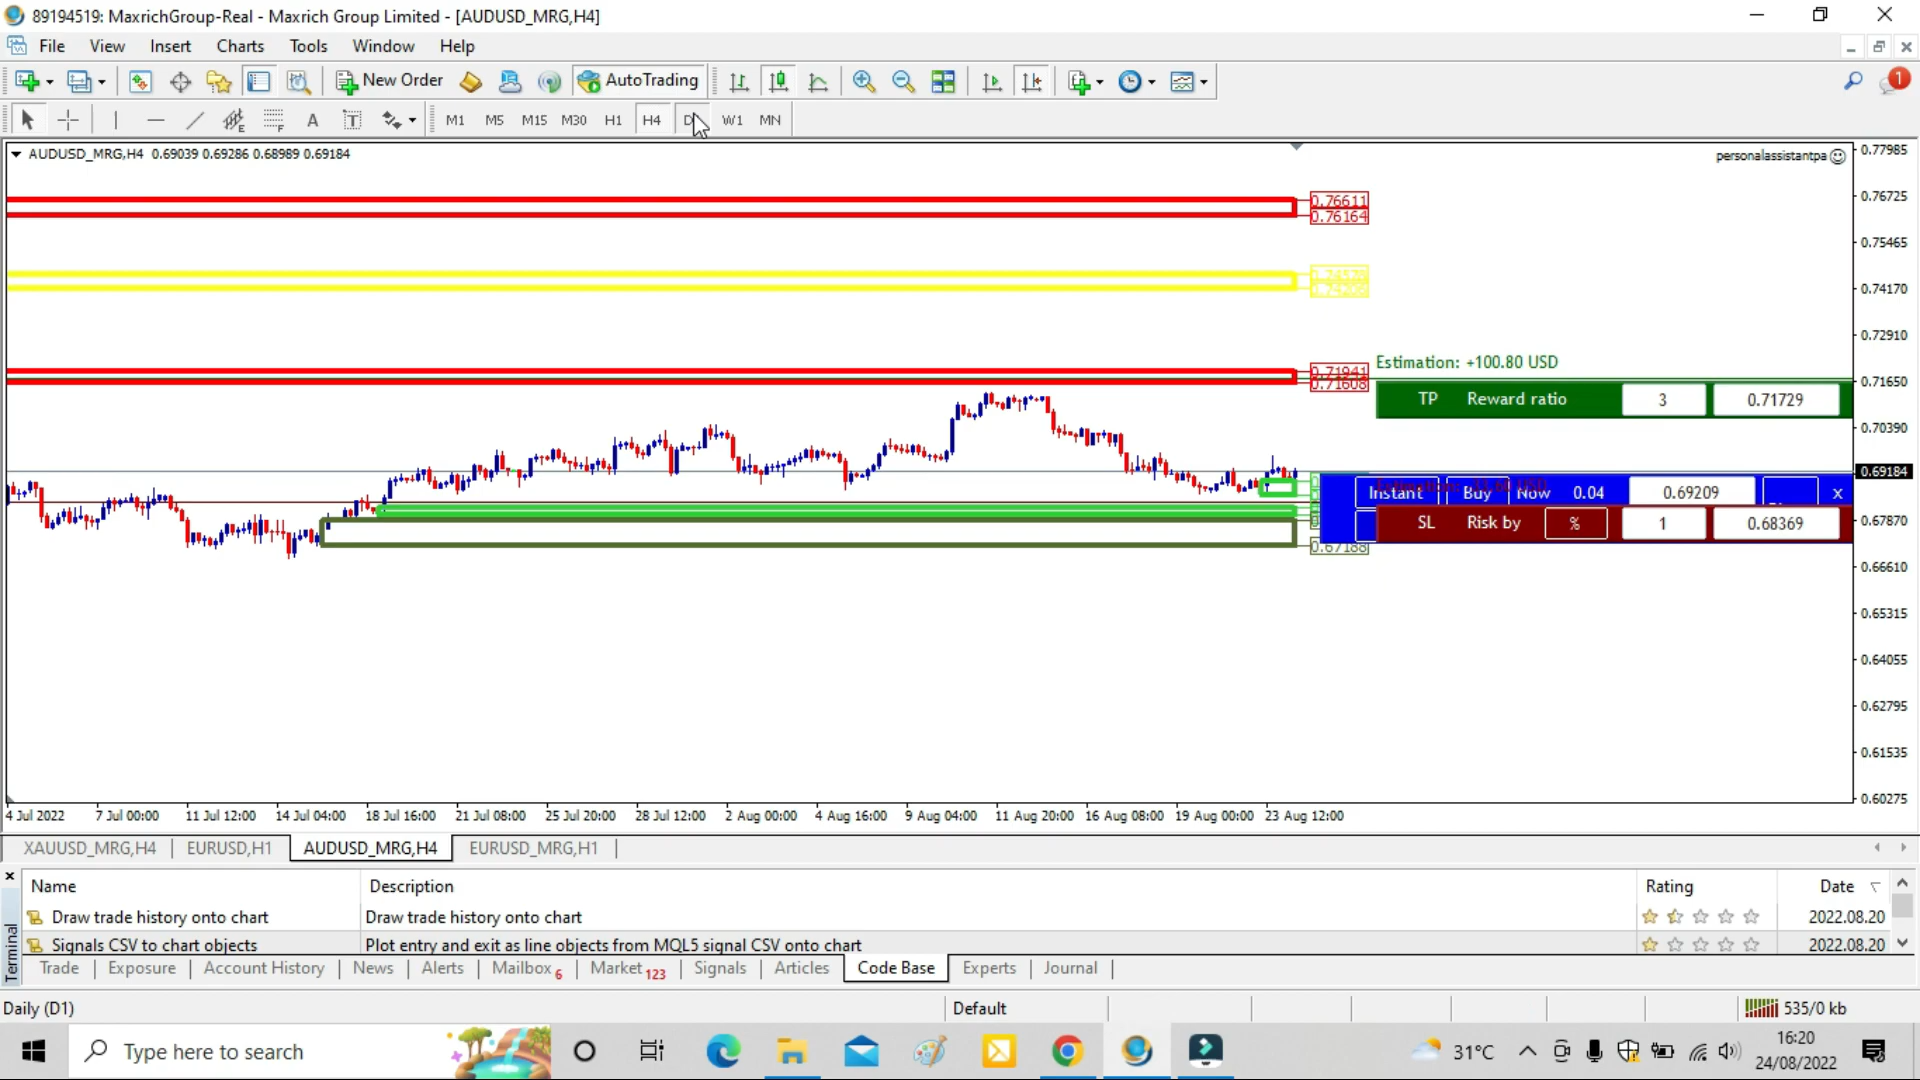 89194519: MaxrichGroup-Real - Maxrich Group Limited - [AUDUSD_MRG,H4]
File View Insert Charts Tools Window Help
New Order AutoTrading 1
A T M1 M5 M15 M30 H1 H4 W1 MN
AUDUSD_MRG,H4 0.69039 0.69286 0.68989 0.69184
personalassistantpa
0.77985
0.76725
0.75465
0.74170
0.72910
0.71650
0.70390
0.69184
0.67870
0.66610
0.65315
0.64055
0.62795
0.61535
0.60275
0.76611
0.76164
0.71941
0.71608
0.67188
Estimation: +100.80 USD
TP Reward ratio 3 0.71729
Instant Buy Now 0.04 0.69209 x
SL Risk by % 1 0.68369
4 Jul 2022 7 Jul 00:00 11 Jul 12:00 14 Jul 04:00 18 Jul 16:00 21 Jul 08:00 25 Jul 20:00 28 Jul 12:00 2 Aug 00:00 4 Aug 16:00 9 Aug 04:00 11 Aug 20:00 16 Aug 08:00 19 Aug 00:00 23 Aug 12:00
XAUUSD_MRG,H4 EURUSD,H1 AUDUSD_MRG,H4 EURUSD_MRG,H1
Terminal
Name Description Rating Date
Draw trade history onto chart Draw trade history onto chart 2022.08.20
Signals CSV to chart objects Plot entry and exit as line objects from MQL5 signal CSV onto chart 2022.08.20
Trade Exposure Account History News Alerts Mailbox 6 Market 123 Signals Articles Code Base Experts Journal
Daily (D1) Default 535/0 kb
Type here to search 31°C 16:20
24/08/2022